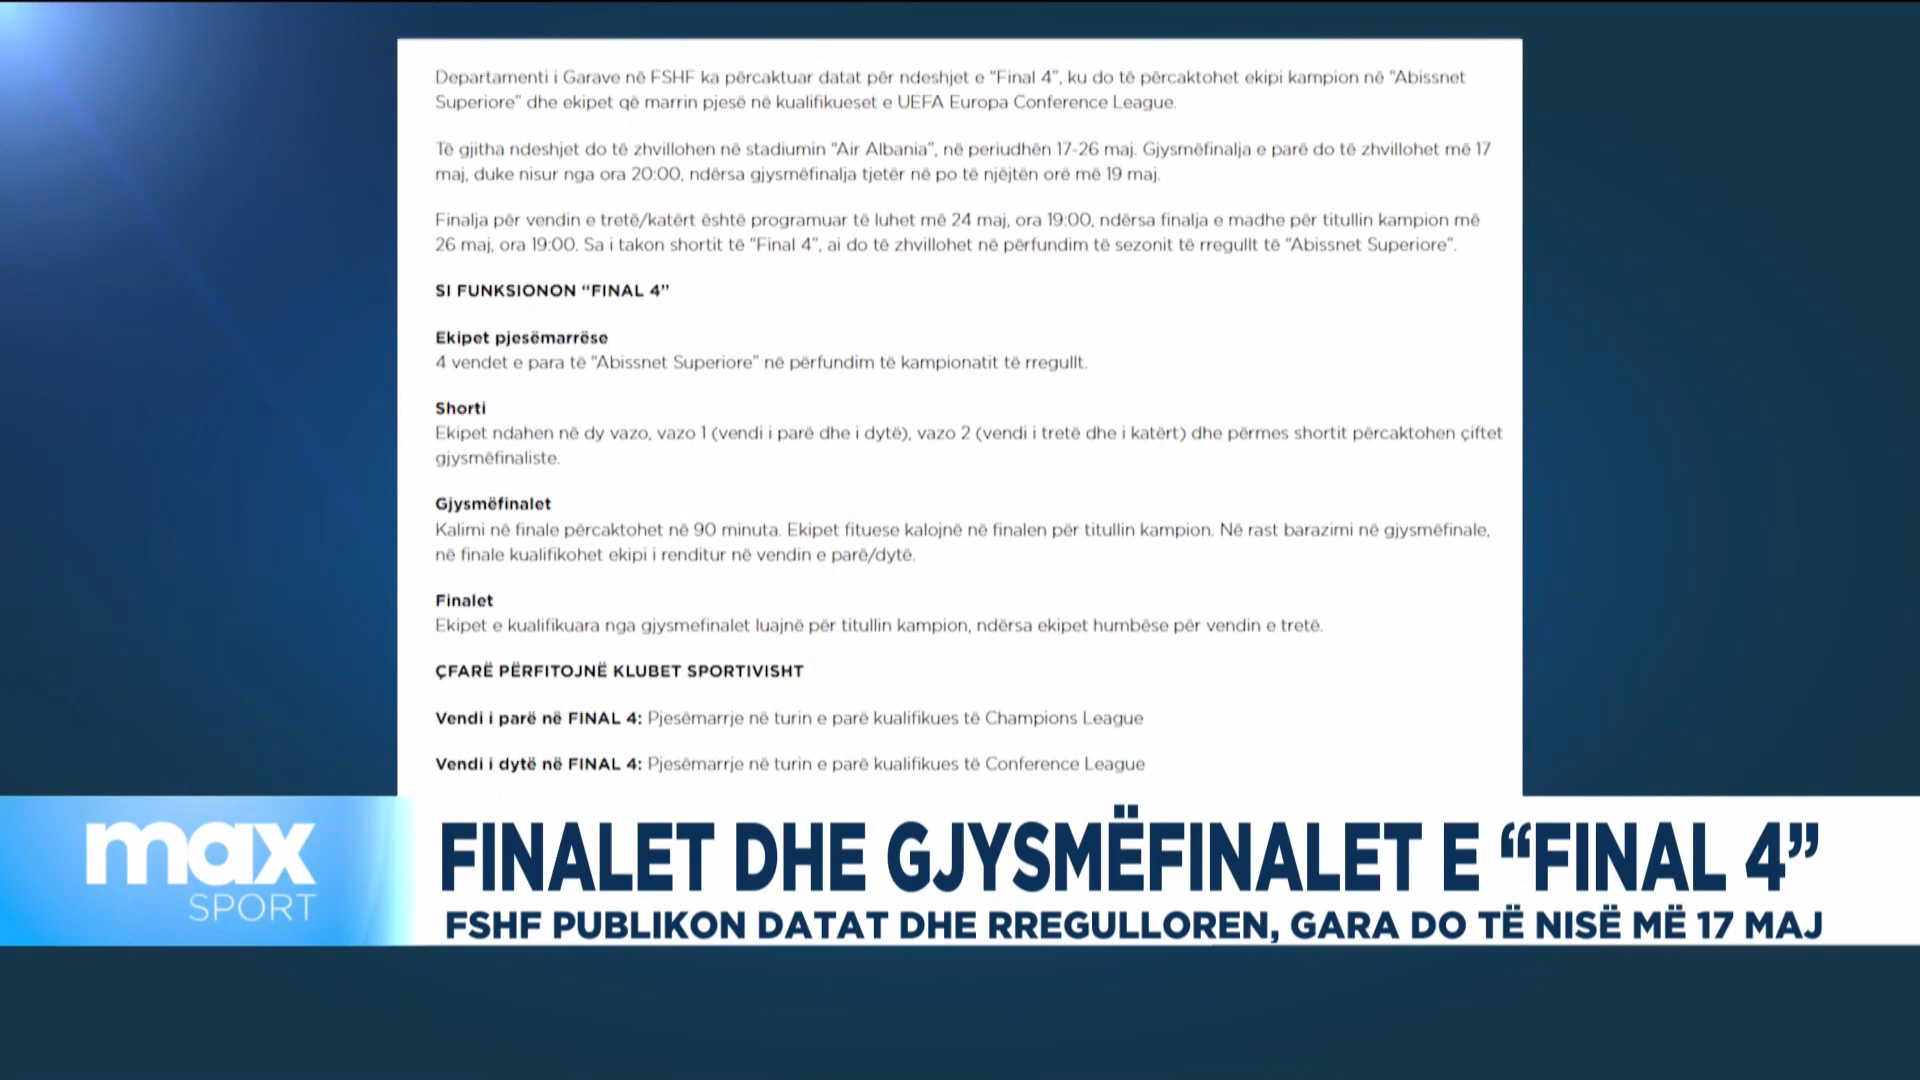 Departamenti i Garave në FSHF ka përcaktuar datat për ndeshjet e “Final 4”, ku do të përcaktohet ekipi kampion në “Abissnet
Superiore” dhe ekipet që marrin pjesë në kualifikueset e UEFA Europa Conference League.
Të gjitha ndeshjet do të zhvillohen në stadiumin “Air Albania”, në periudhën 17-26 maj. Gjysmëfinalja e parë do të zhvillohet më 17
maj, duke nisur nga ora 20:00, ndërsa gjysmëfinalja tjetër në po të njëjtën orë më 19 maj.
Finalja për vendin e tretë/katërt është programuar të luhet më 24 maj, ora 19:00, ndërsa finalja e madhe për titullin kampion më
26 maj, ora 19:00. Sa i takon shortit të “Final 4”, ai do të zhvillohet në përfundim të sezonit të rregullt të “Abissnet Superiore”.
SI FUNKSIONON “FINAL 4”
Ekipet pjesëmarrëse
4 vendet e para të “Abissnet Superiore” në përfundim të kampionatit të rregullt.
Shorti
Ekipet ndahen në dy vazo, vazo 1 (vendi i parë dhe i dytë), vazo 2 (vendi i tretë dhe i katërt) dhe përmes shortit përcaktohen çiftet
gjysmëfinaliste.
Gjysmëfinalet
Kalimi në finale përcaktohet në 90 minuta. Ekipet fituese kalojnë në finalen për titullin kampion. Në rast barazimi në gjysmëfinale,
në finale kualifikohet ekipi i renditur në vendin e parë/dytë.
Finalet
Ekipet e kualifikuara nga gjysmefinalet luajnë për titullin kampion, ndërsa ekipet humbëse për vendin e tretë.
ÇFARË PËRFITOJNË KLUBET SPORTIVISHT
Vendi i parë në FINAL 4: Pjesëmarrje në turin e parë kualifikues të Champions League
Vendi i dytë në FINAL 4: Pjesëmarrje në turin e parë kualifikues të Conference League
max
SPORT
FINALET DHE GJYSMËFINALET E “FINAL 4”
FSHF PUBLIKON DATAT DHE RREGULLOREN, GARA DO TË NISË MË 17 MAJ